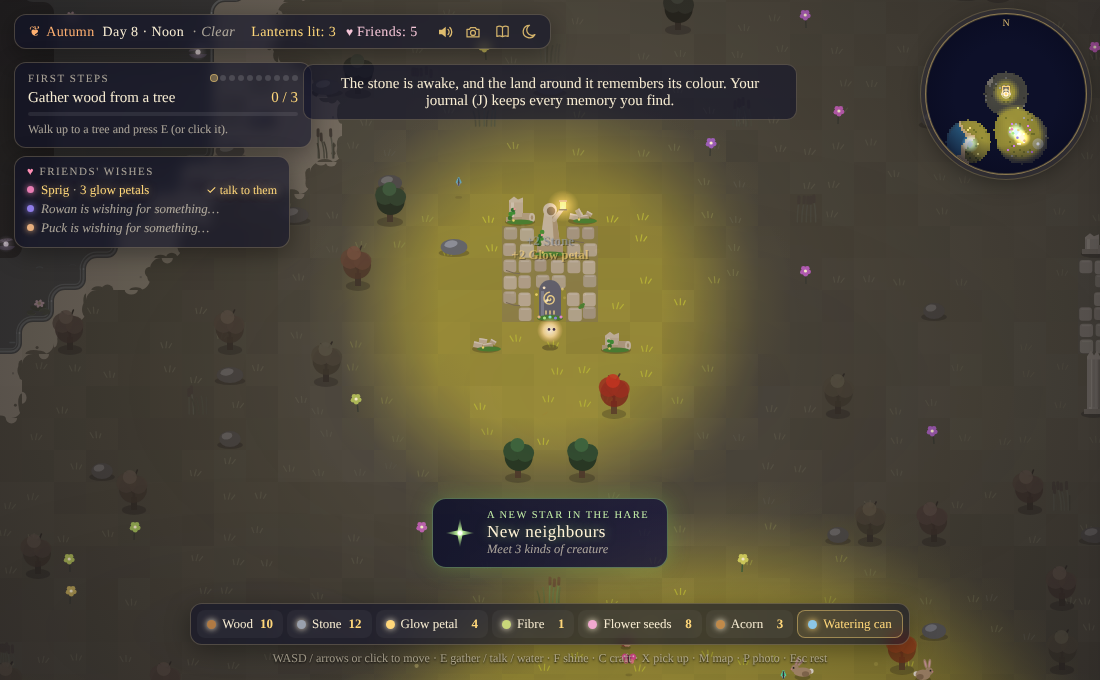 Autumn Day 8 · Noon · Clear Lanterns lit: 3 ♥ Friends: 5
N
FIRST STEPS
Gather wood from a tree 0 / 3
Walk up to a tree and press E (or click it).
The stone is awake, and the land around it remembers its colour. Your
journal (J) keeps every memory you find.
♥ FRIENDS' WISHES
Sprig · 3 glow petals ✓ talk to them
Rowan is wishing for something…
Puck is wishing for something…
+2 Stone
+2 Glow petal
A NEW STAR IN THE HARE
New neighbours
Meet 3 kinds of creature
Wood 10 Stone 12 Glow petal 4 Fibre 1 Flower seeds 8 Acorn 3 Watering can
WASD / arrows or click to move · E gather / talk / water · F shine · C craft · X pick up · M map · P photo · Esc rest